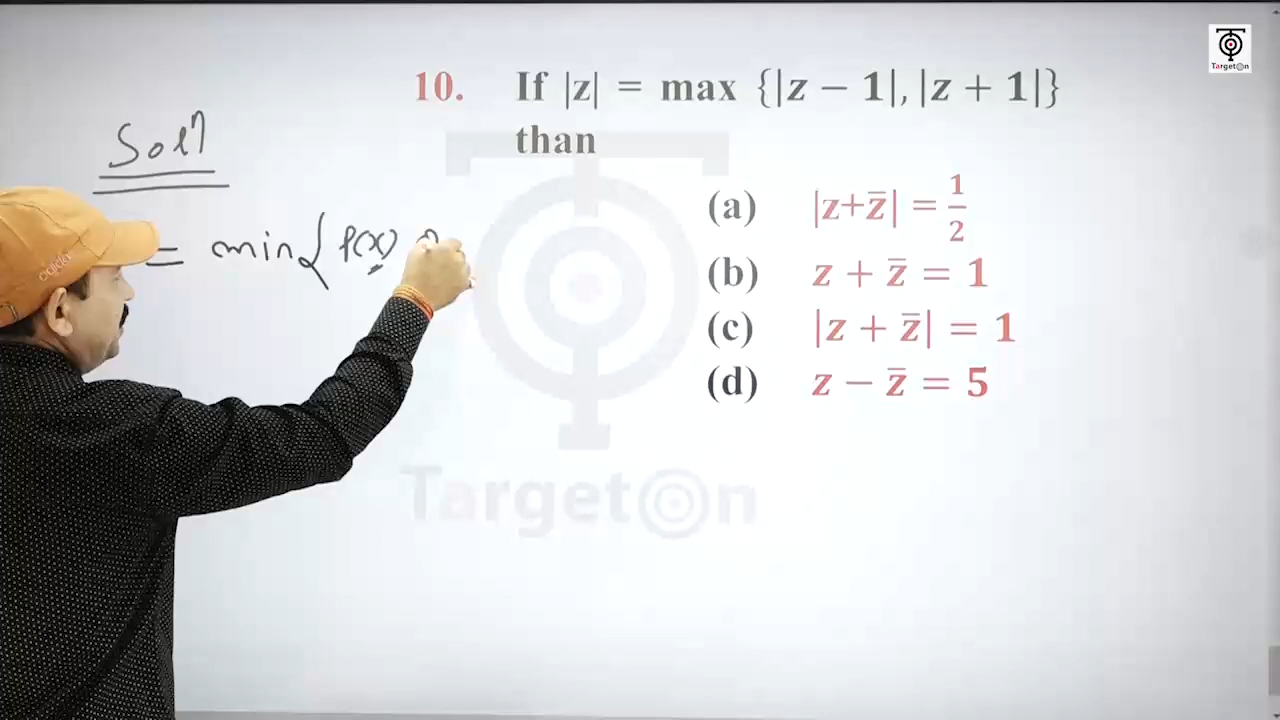 10. If |z| = max {|z − 1|, |z + 1|}
than
(a) |z+z̅| = 1/2
(b) z + z̅ = 1
(c) |z + z̅| = 1
(d) z − z̅ = 5
Solⁿ
= min{ f(x)
TargetOn
TargetOn